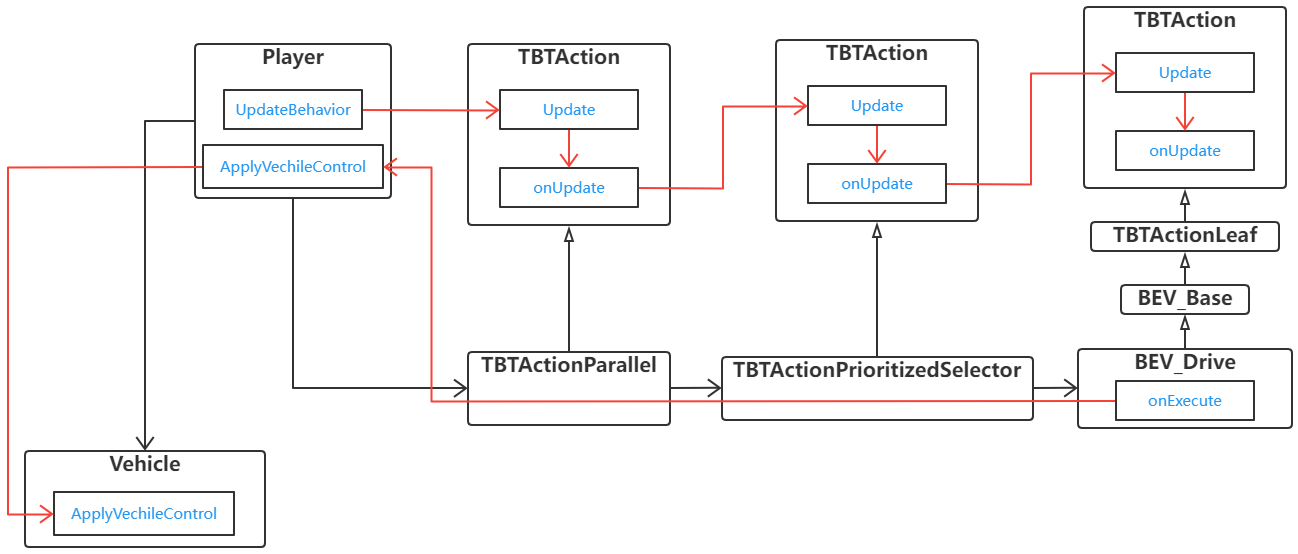 Player
UpdateBehavior
ApplyVechileControl
TBTAction
Update
onUpdate
TBTAction
Update
onUpdate
TBTAction
Update
onUpdate
TBTActionLeaf
BEV_Base
TBTActionParallel
TBTActionPrioritizedSelector
BEV_Drive
onExecute
Vehicle
ApplyVechileControl